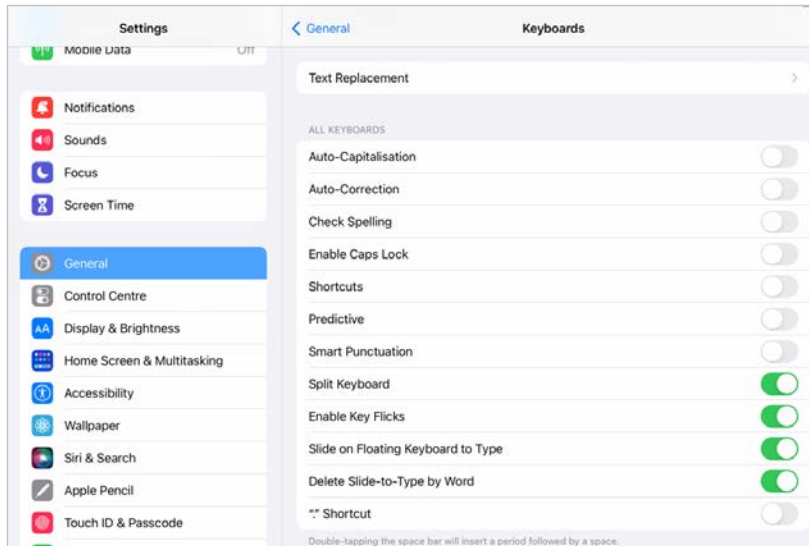 Settings
Mobile Data Off
Notifications
Sounds
Focus
Screen Time
General
Control Centre
AA Display & Brightness
Home Screen & Multitasking
Accessibility
Wallpaper
Siri & Search
Apple Pencil
Touch ID & Passcode
General Keyboards
Text Replacement
ALL KEYBOARDS
Auto-Capitalisation
Auto-Correction
Check Spelling
Enable Caps Lock
Shortcuts
Predictive
Smart Punctuation
Split Keyboard
Enable Key Flicks
Slide on Floating Keyboard to Type
Delete Slide-to-Type by Word
“.” Shortcut
Double-tapping the space bar will insert a period followed by a space.